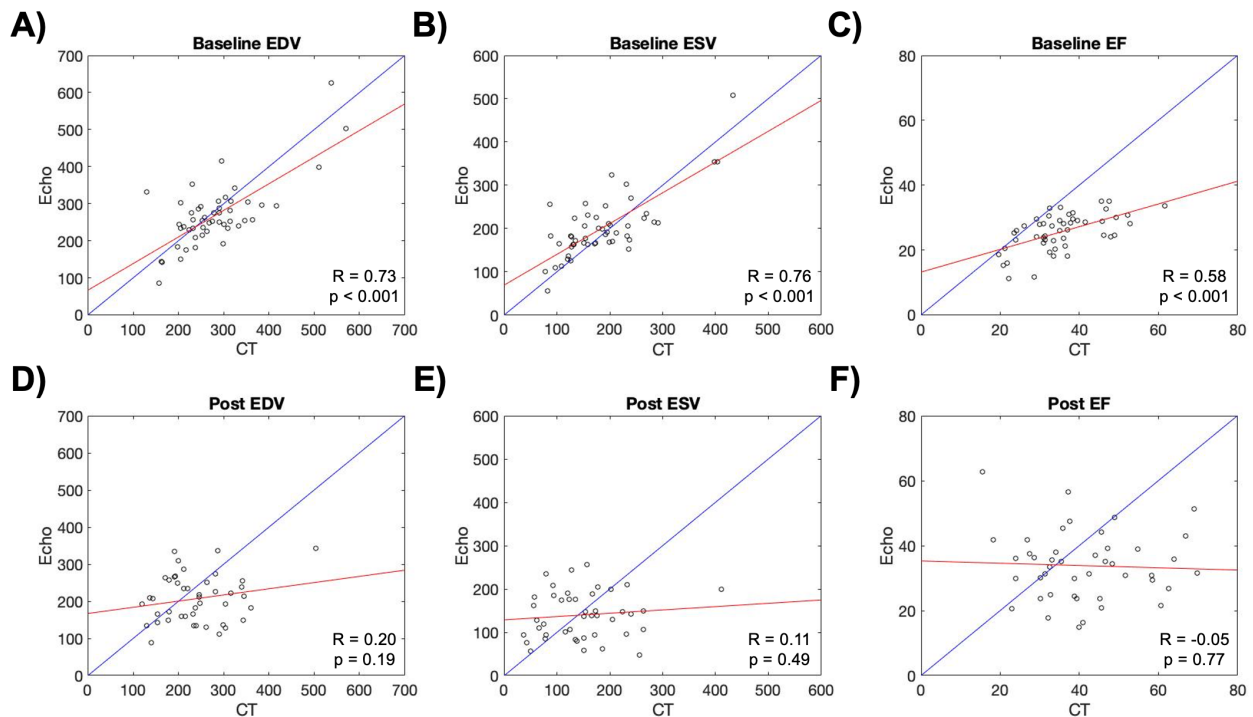 A)
Baseline EDV
700
600
500
400
300
200
100
0
Echo
0 100 200 300 400 500 600 700
CT
R = 0.73
p < 0.001
B)
Baseline ESV
600
500
400
300
200
100
0
Echo
0 100 200 300 400 500 600
CT
R = 0.76
p < 0.001
C)
Baseline EF
80
60
40
20
0
Echo
0 20 40 60 80
CT
R = 0.58
p < 0.001
D)
Post EDV
700
600
500
400
300
200
100
0
Echo
0 100 200 300 400 500 600 700
CT
R = 0.20
p = 0.19
E)
Post ESV
600
500
400
300
200
100
0
Echo
0 100 200 300 400 500 600
CT
R = 0.11
p = 0.49
F)
Post EF
80
60
40
20
0
Echo
0 20 40 60 80
CT
R = -0.05
p = 0.77